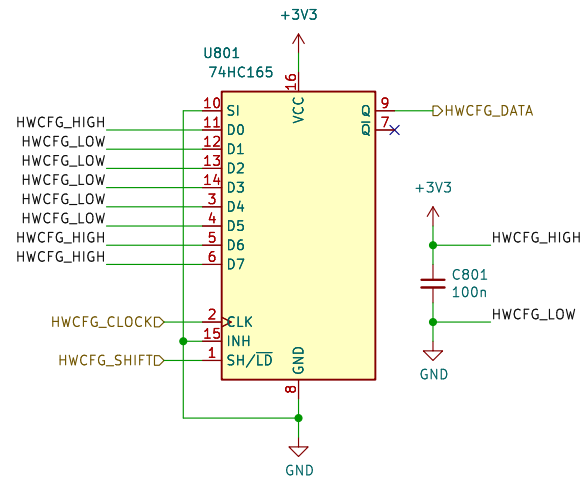 +3V3
U801
74HC165
16
VCC
10 SI
Q 9 HWCFG_DATA
HWCFG_HIGH 11 D0
Q 7
HWCFG_LOW 12 D1
HWCFG_LOW 13 D2
HWCFG_LOW 14 D3
HWCFG_LOW 3 D4
HWCFG_LOW 4 D5
HWCFG_HIGH 5 D6
HWCFG_HIGH 6 D7
HWCFG_CLOCK 2 CLK
15 INH
HWCFG_SHIFT 1 SH/LD
GND
8
GND
+3V3
HWCFG_HIGH
C801
100n
HWCFG_LOW
GND